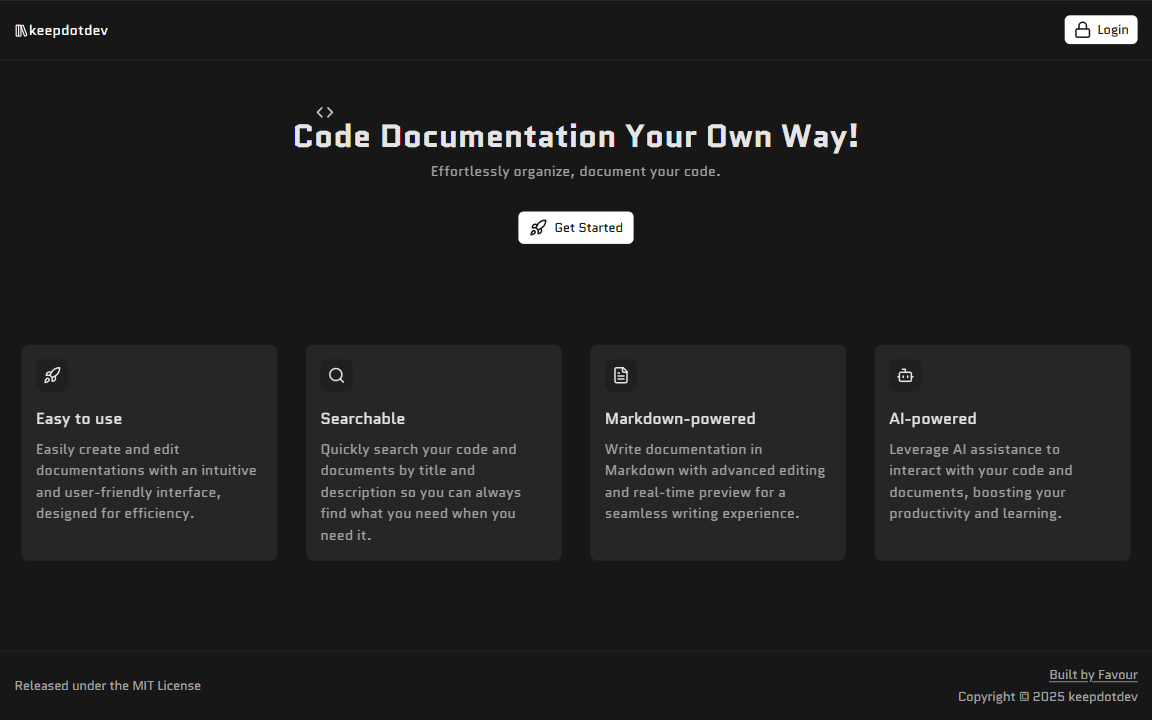 keepdotdev
Login
Code Documentation Your Own Way!
Effortlessly organize, document your code.
Get Started
Easy to use
Easily create and edit
documentations with an intuitive
and user-friendly interface,
designed for efficiency.
Searchable
Quickly search your code and
documents by title and
description so you can always
find what you need when you
need it.
Markdown-powered
Write documentation in
Markdown with advanced editing
and real-time preview for a
seamless writing experience.
AI-powered
Leverage AI assistance to
interact with your code and
documents, boosting your
productivity and learning.
Released under the MIT License
Built by Favour
Copyright © 2025 keepdotdev